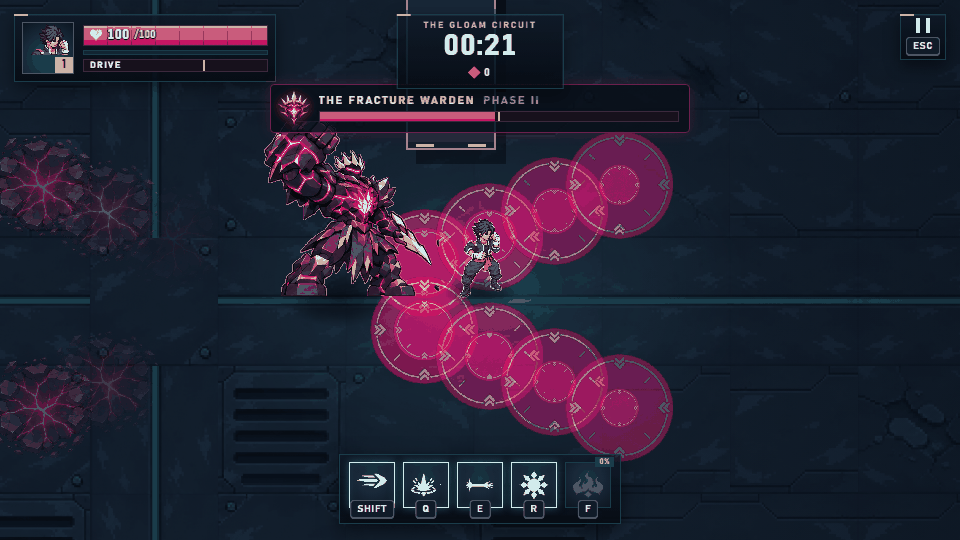 100 /100
1
DRIVE
THE GLOAM CIRCUIT
00:21
0
ESC
THE FRACTURE WARDEN PHASE II
0%
SHIFT
Q
E
R
F